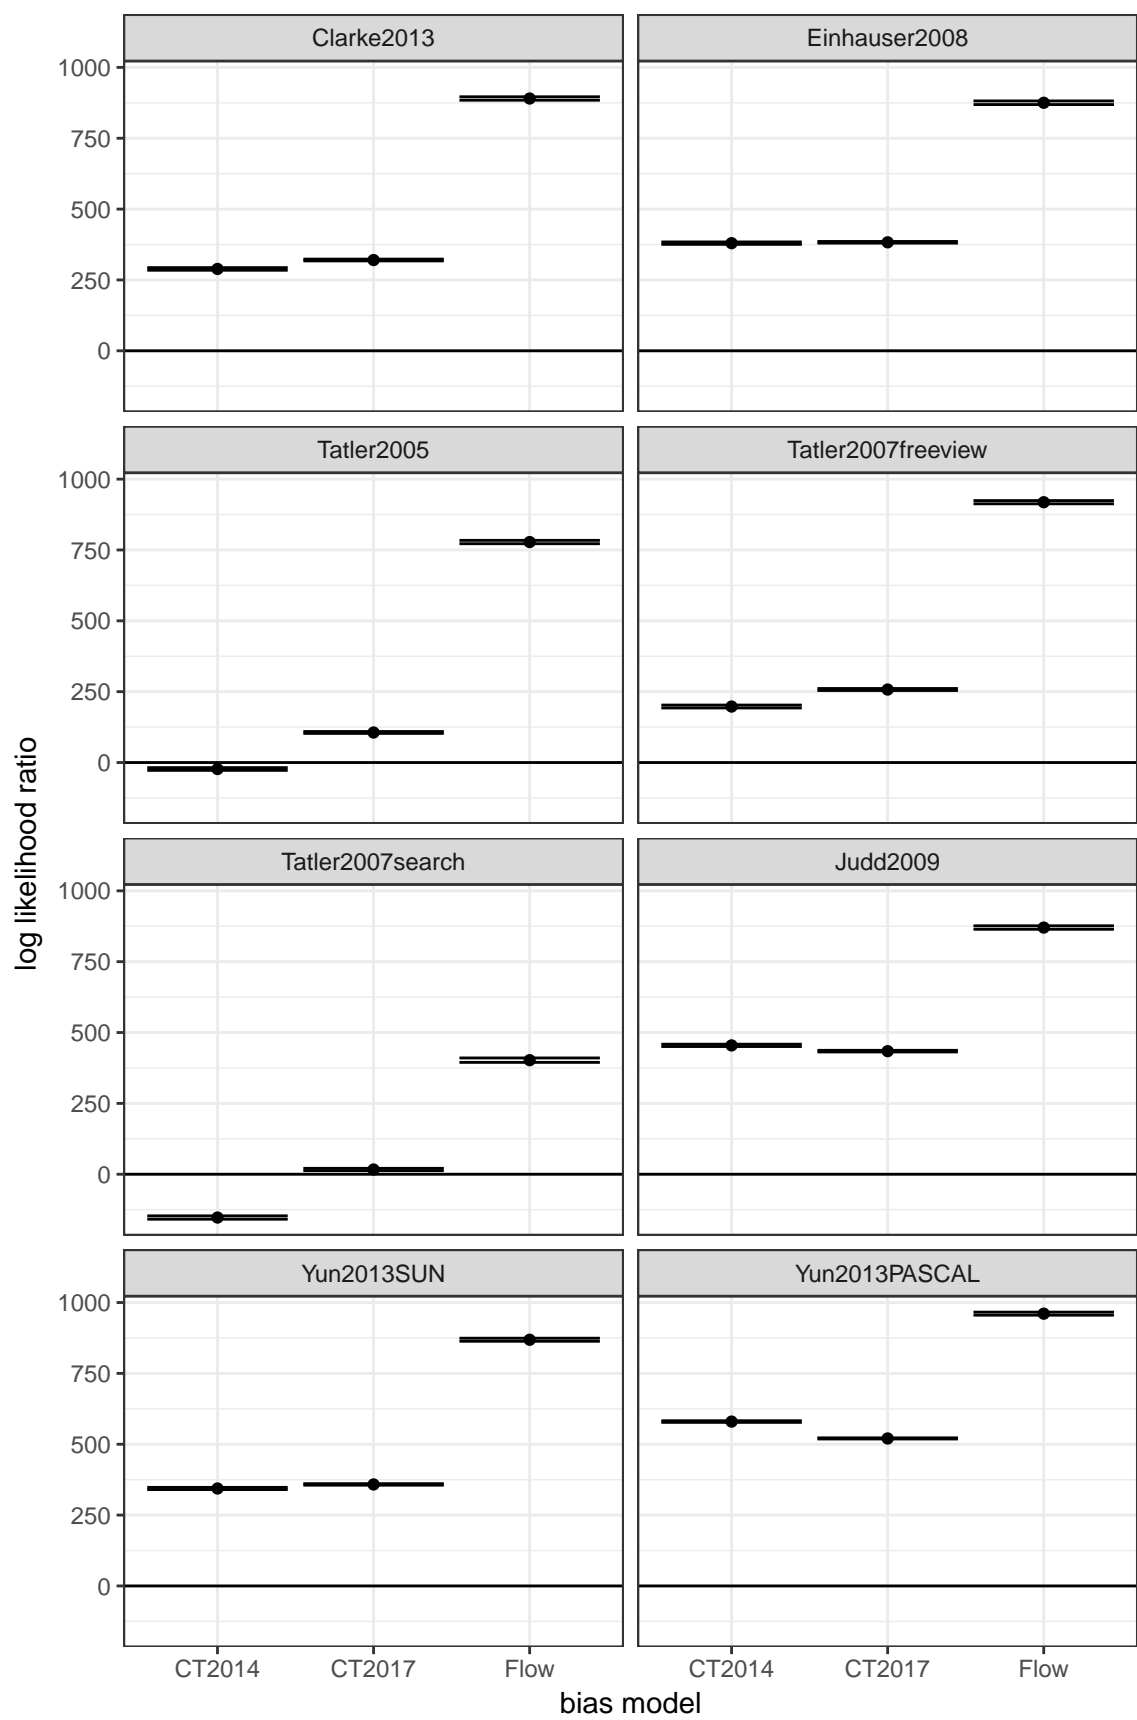 Clarke2013
Einhauser2008
1000
750
500
250
0
Tatler2005
Tatler2007freeview
1000
750
500
250
0
Tatler2007search
Judd2009
1000
750
500
250
0
Yun2013SUN
Yun2013PASCAL
1000
750
500
250
0
log likelihood ratio
CT2014 CT2017 Flow
CT2014 CT2017 Flow
bias model